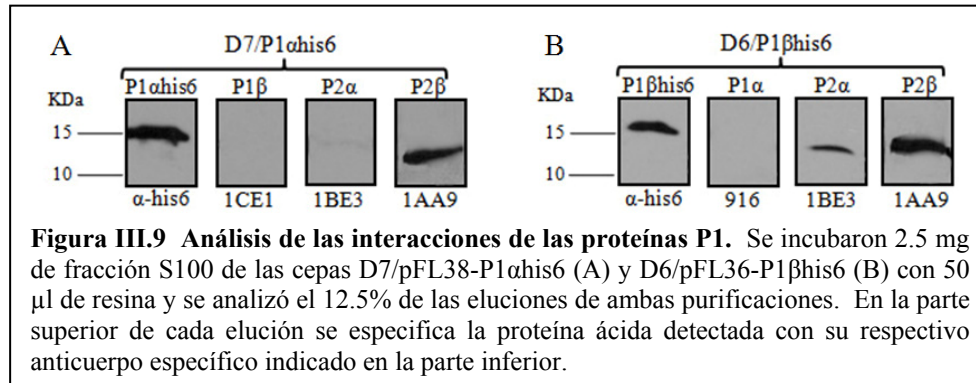 A
D7/P1αhis6
P1αhis6 P1β P2α P2β
KDa
15
10
α-his6 1CE1 1BE3 1AA9
B
D6/P1βhis6
P1βhis6 P1α P2α P2β
KDa
15
10
α-his6 916 1BE3 1AA9
Figura III.9 Análisis de las interacciones de las proteínas P1. Se incubaron 2.5 mg
de fracción S100 de las cepas D7/pFL38-P1αhis6 (A) y D6/pFL36-P1βhis6 (B) con 50
µl de resina y se analizó el 12.5% de las eluciones de ambas purificaciones. En la parte
superior de cada elución se especifica la proteína ácida detectada con su respectivo
anticuerpo específico indicado en la parte inferior.